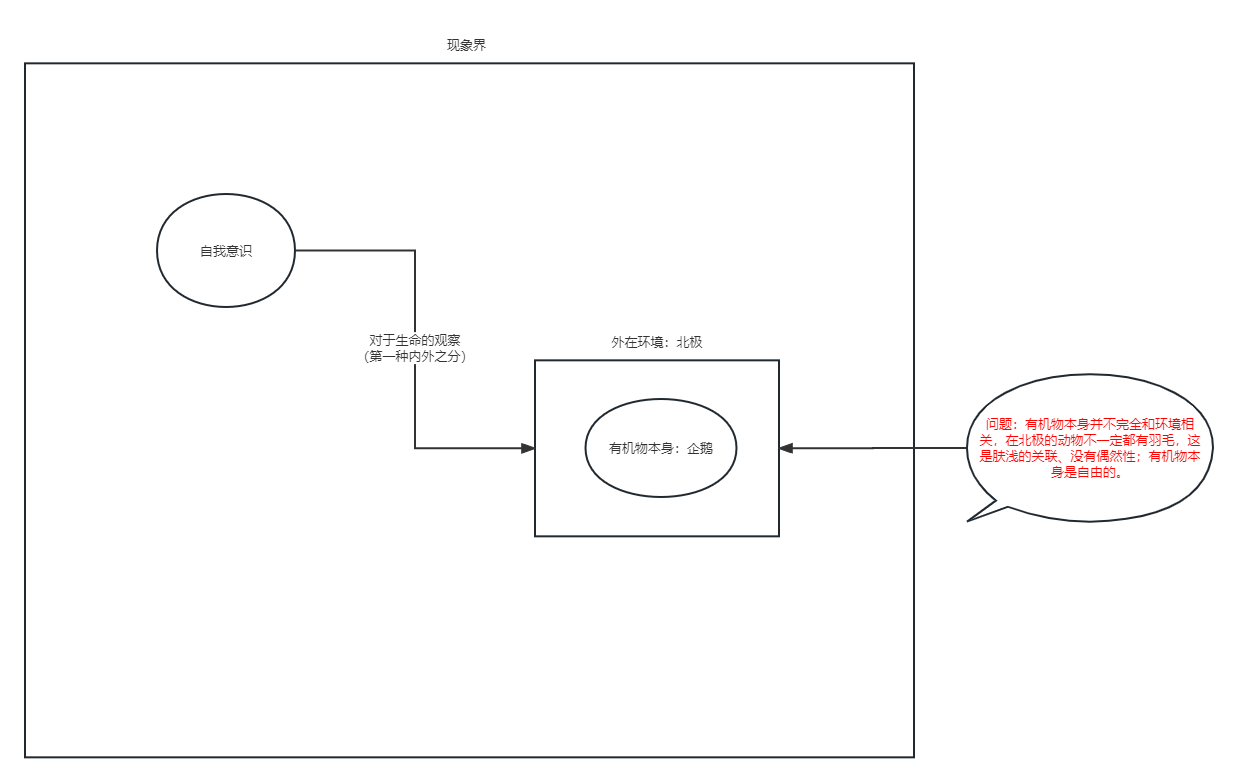 现象界
自我意识
对于生命的观察
（第一种内外之分）
外在环境：北极
有机物本身：企鹅
问题：有机物本身并不完全和环境相
关，在北极的动物不一定都有羽毛，这
是肤浅的关联、没有偶然性；有机物本
身是自由的。